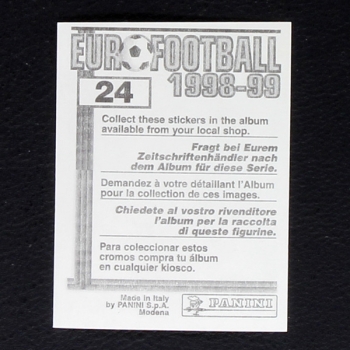 EUROFOOTBALL
1998-99
24
Collect these stickers in the album
available from your local shop.
Fragt bei Eurem
Zeitschriftenhändler nach
dem Album für diese Serie.
Demandez à votre détaillant l'Album
pour la collection de ces images.
Chiedete al vostro rivenditore
l'album per la raccolta
di queste figurine.
Para coleccionar estos
cromos compra tu álbum
en cualquier kiosco.
Made in Italy
by PANINI S.p.A.
Modena
PANINI